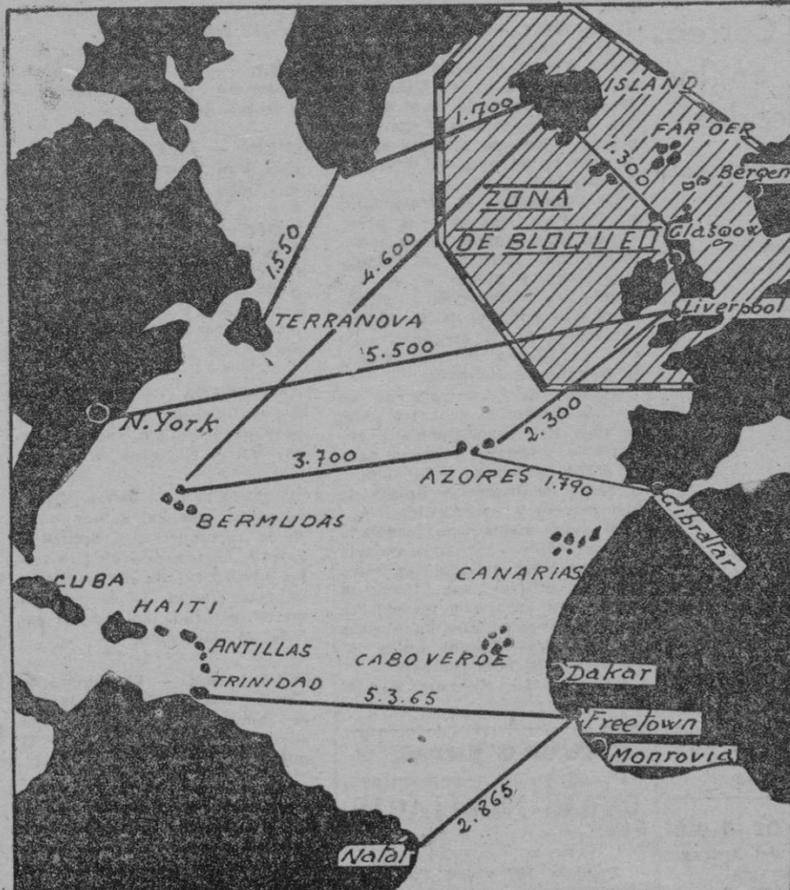 ISLAND
1.700
FAR OER
1.300
Bergen
ZONA
DE BLOQUEO
Glasgow
4.600
1.550
Liverpool
TERRANOVA
5.500
N. York
2.300
3.700
AZORES
1.790
BERMUDAS
Gibraltar
CANARIAS
CUBA
HAITI
ANTILLAS
CABO VERDE
TRINIDAD
Dakar
5.3.65
Freetown
Monrovia
2.865
Natal